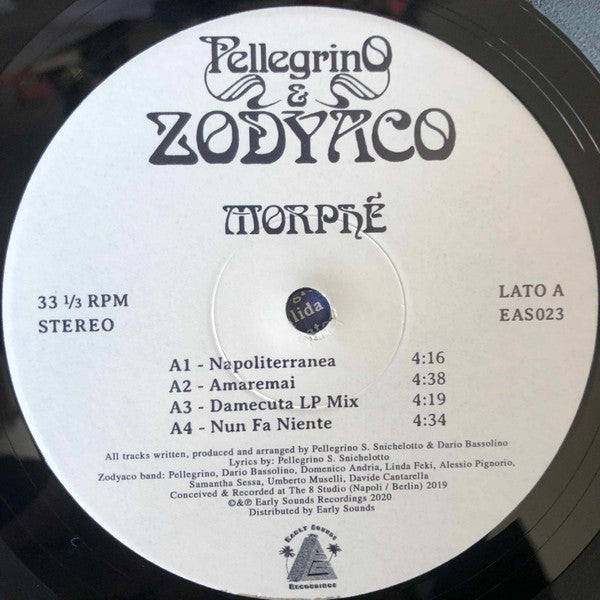 Pellegrino
&
ZODYACO
MORPHÉ
33 1/3 RPM
STEREO
LATO A
EAS023
lida
A1 - Napoliterranea 4:16
A2 - Amaremai 4:38
A3 - Damecuta LP Mix 4:19
A4 - Nun Fa Niente 4:34
All tracks written, produced and arranged by Pellegrino S. Snichelotto & Dario Bassolino
Lyrics by: Pellegrino S. Snichelotto
Zodyaco band: Pellegrino, Dario Bassolino, Domenico Andria, Linda Feki, Alessio Pignorio,
Samantha Sessa, Umberto Muselli, Davide Cantarella
Conceived & Recorded at The 8 Studio (Napoli / Berlin) 2019
©&℗ Early Sounds Recordings 2020
Distributed by Early Sounds
EARLY SOUNDS
RECORDINGS